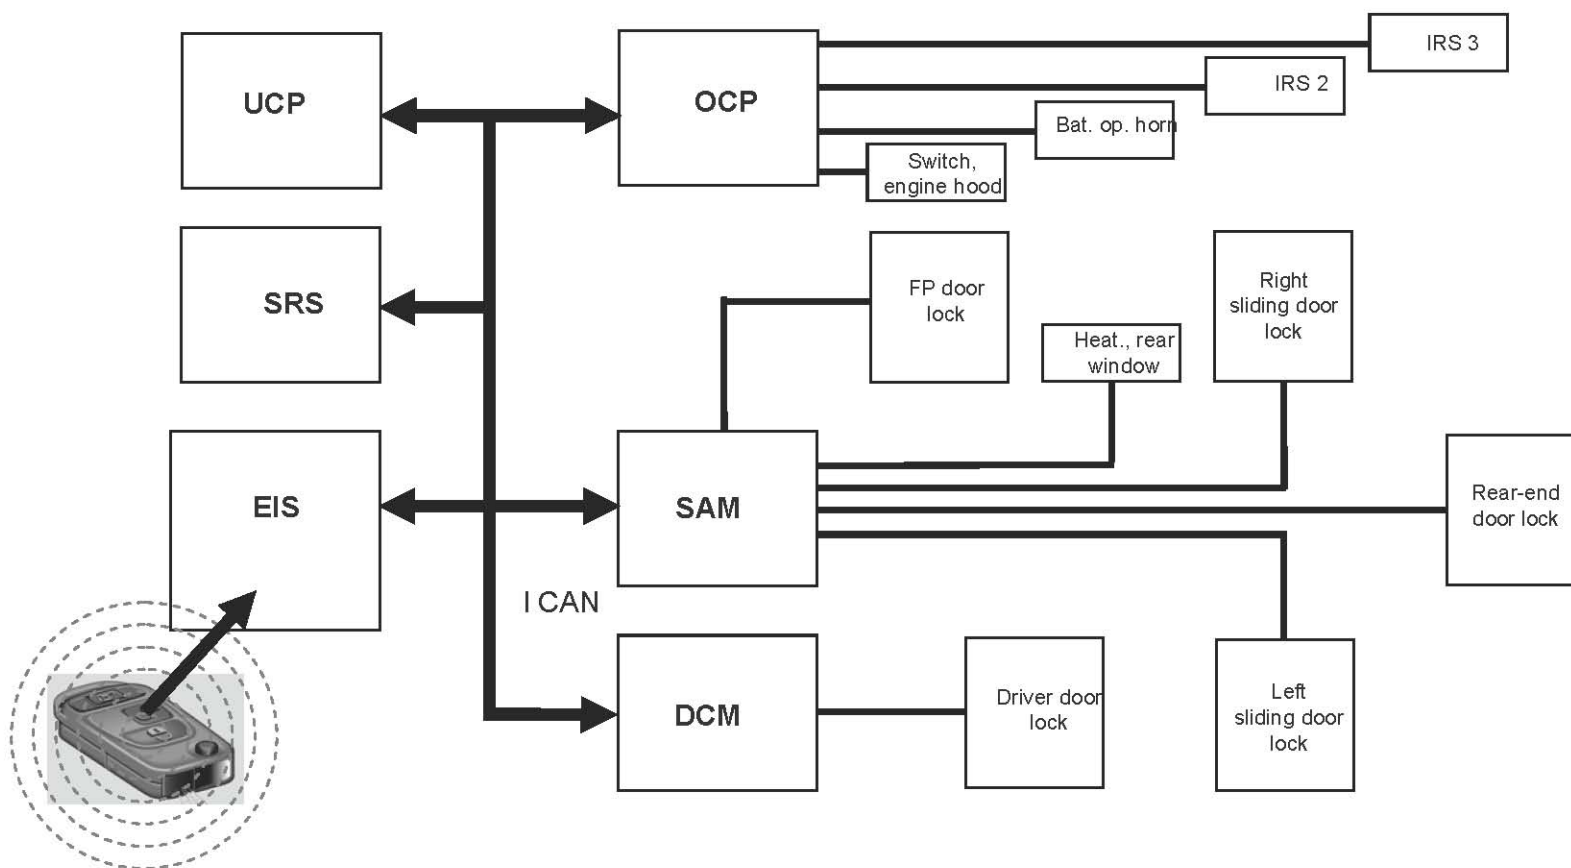 UCP
OCP
IRS 3
IRS 2
Bat. op. horn
Switch,
engine hood
SRS
FP door
lock
Heat., rear
window
Right
sliding door
lock
EIS
SAM
Rear-end
door lock
I CAN
DCM
Driver door
lock
Left
sliding door
lock